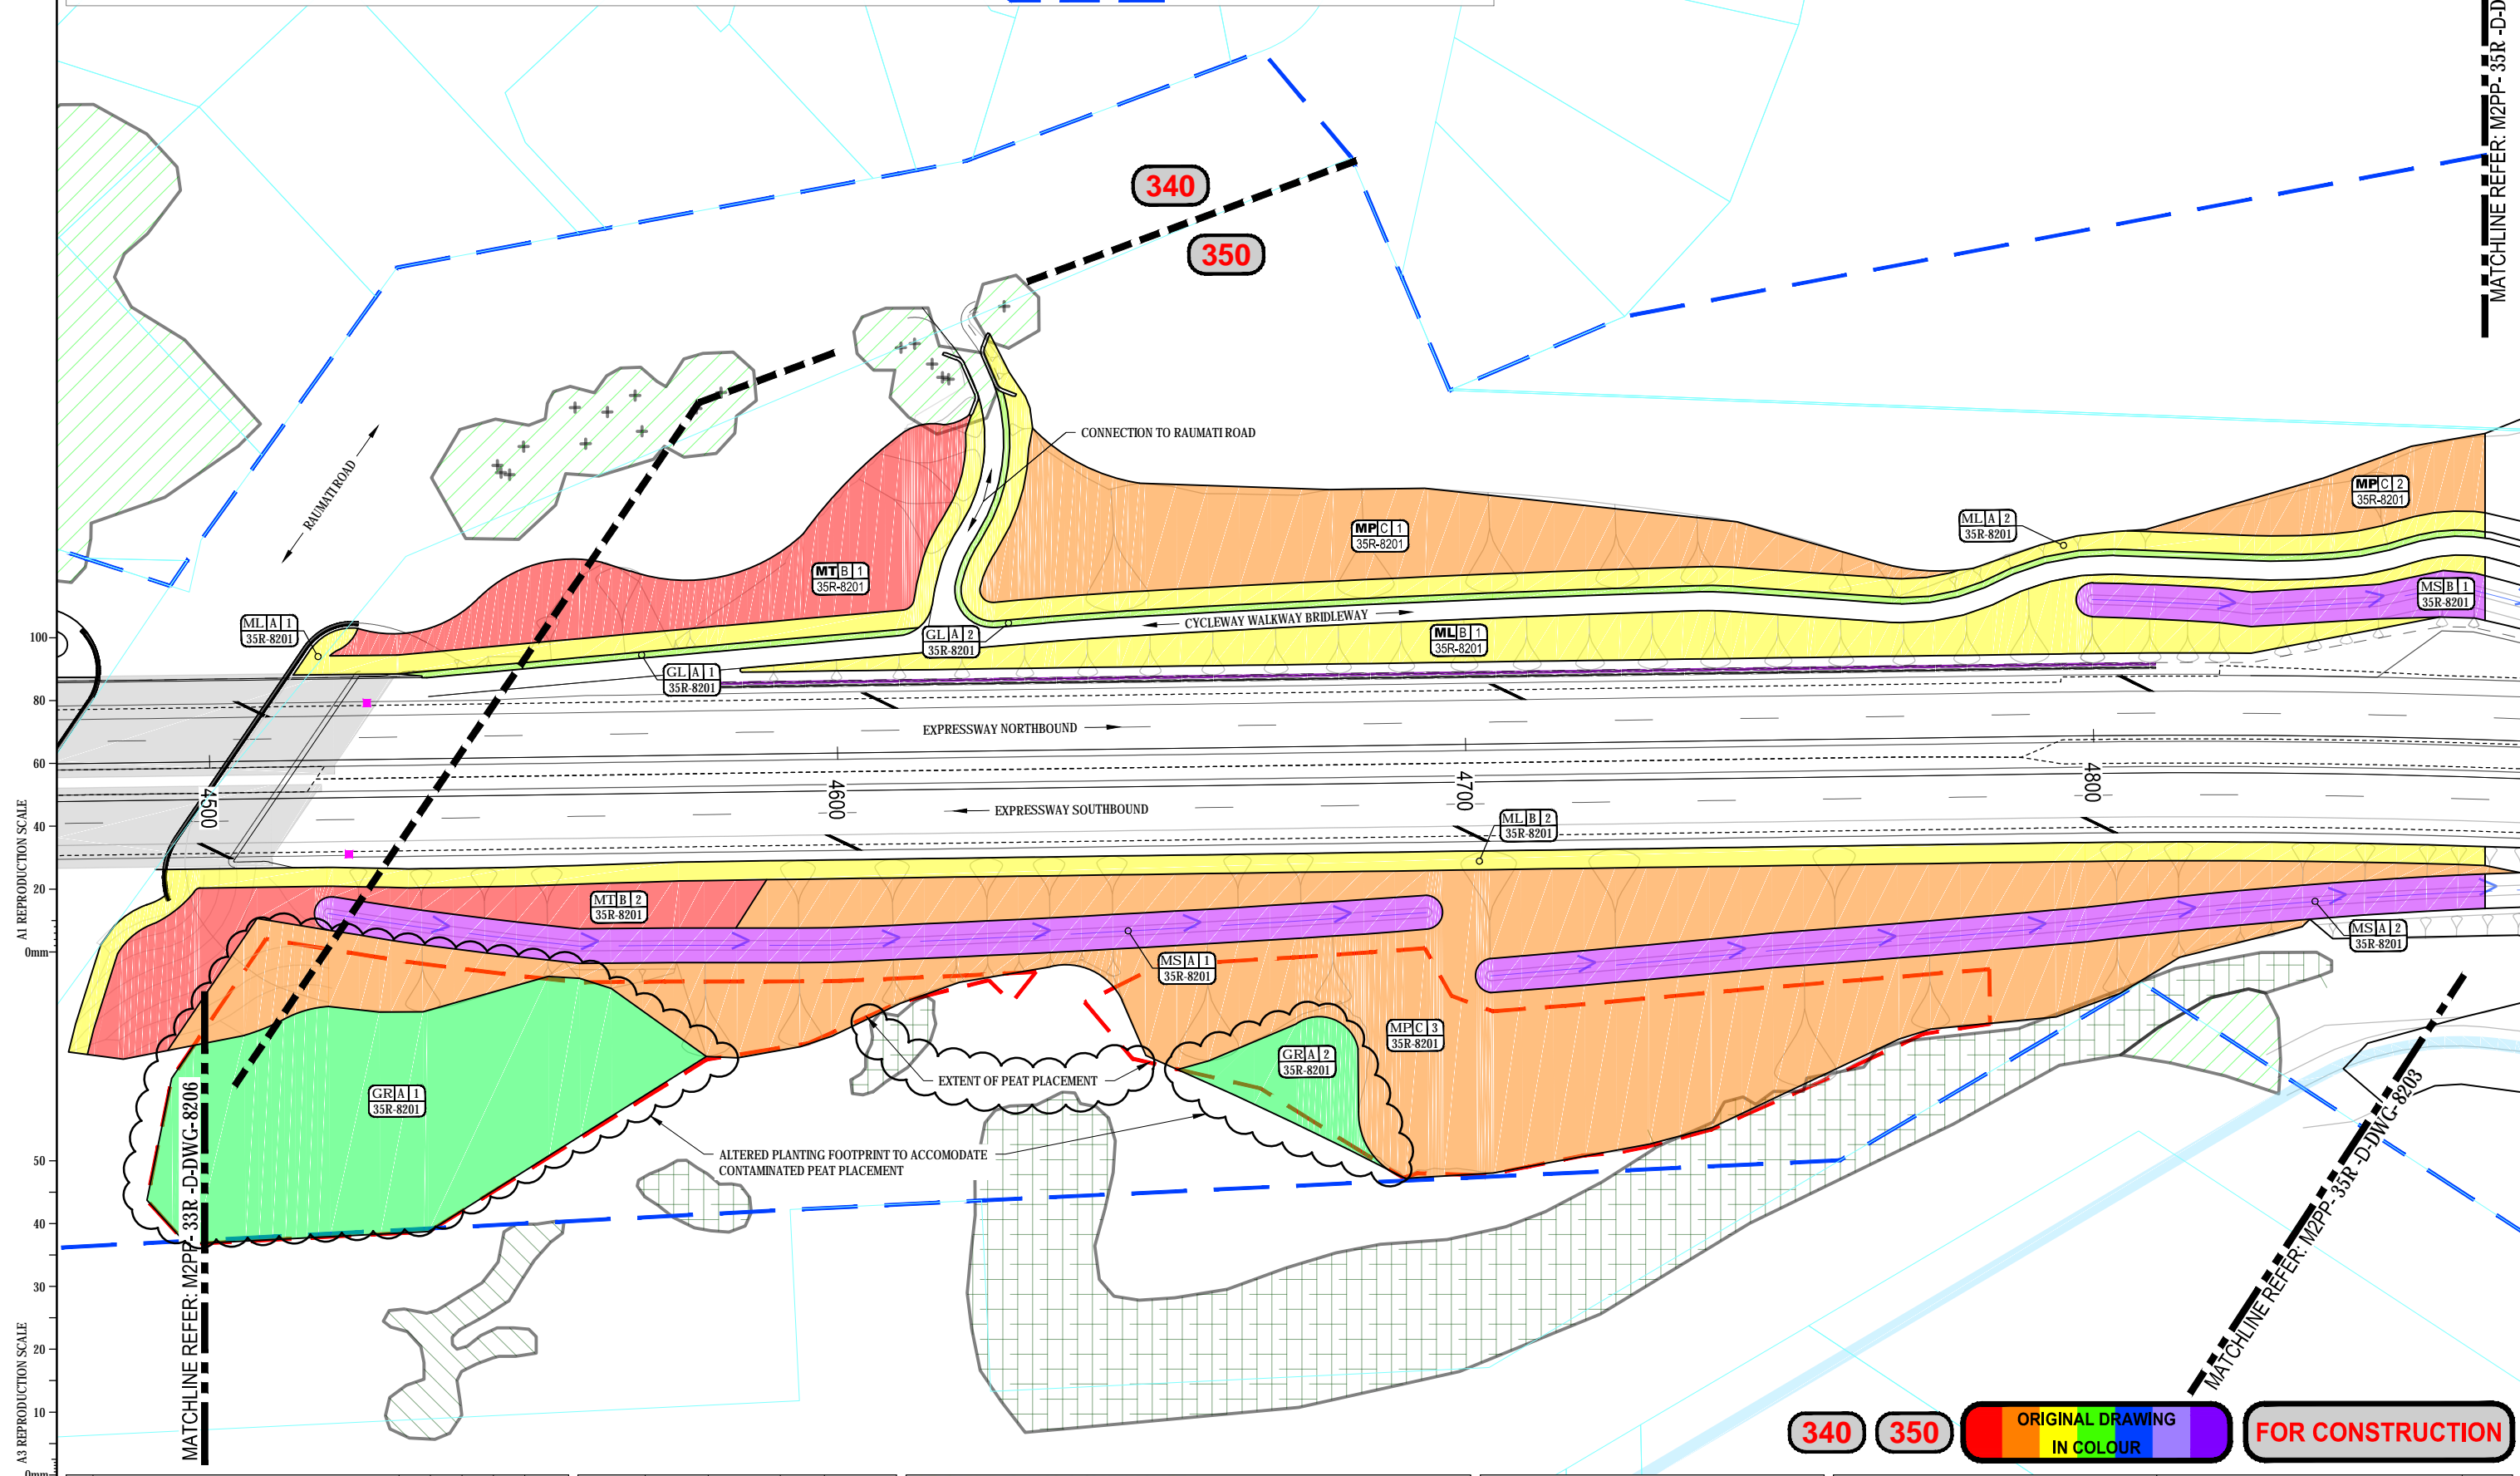 MATCHLINE REFER: M2PP- 35R -D-D
340
350
CONNECTION TO RAUMATI ROAD
RAUMATI ROAD
MP C 2
35R-8201
MP C 1
35R-8201
ML A 2
35R-8201
MT B 1
35R-8201
MS B 1
35R-8201
ML A 1
35R-8201
GL A 2
35R-8201
CYCLEWAY WALKWAY BRIDLEWAY
ML B 1
35R-8201
GL A 1
35R-8201
EXPRESSWAY NORTHBOUND
4500
4600
4700
4800
EXPRESSWAY SOUTHBOUND
ML B 2
35R-8201
MT B 2
35R-8201
MS A 1
35R-8201
MS A 2
35R-8201
MP C 3
35R-8201
GR A 2
35R-8201
GR A 1
35R-8201
EXTENT OF PEAT PLACEMENT
ALTERED PLANTING FOOTPRINT TO ACCOMODATE
CONTAMINATED PEAT PLACEMENT
MATCHLINE REFER: M2PP- 33R -D-DWG-8206
MATCHLINE REFER: M2PP- 35R -D-DWG-8203
A1 REPRODUCTION SCALE
100
80
60
40
20
0mm
A3 REPRODUCTION SCALE
50
40
30
20
10
0mm
340
350
ORIGINAL DRAWING
IN COLOUR
FOR CONSTRUCTION